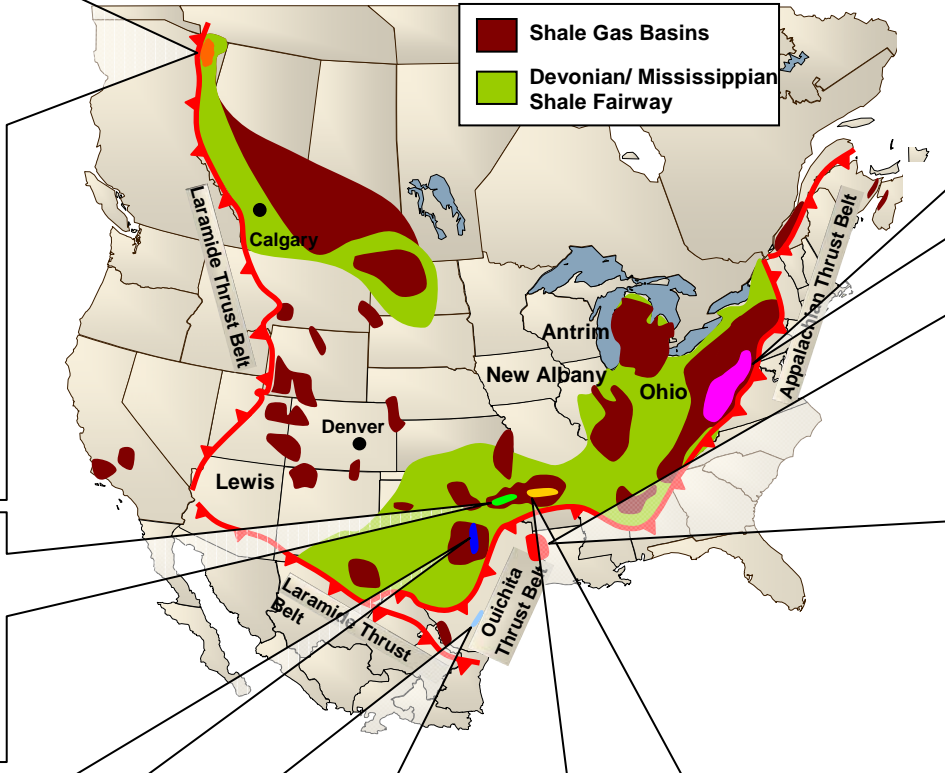 Shale Gas Basins
Devonian/ Mississippian
Shale Fairway
Laramide Thrust Belt
Calgary
Appalachian Thrust Belt
Antrim
New Albany
Ohio
Denver
Lewis
Laramide Thrust
Belt
Ouichita
Thrust Belt